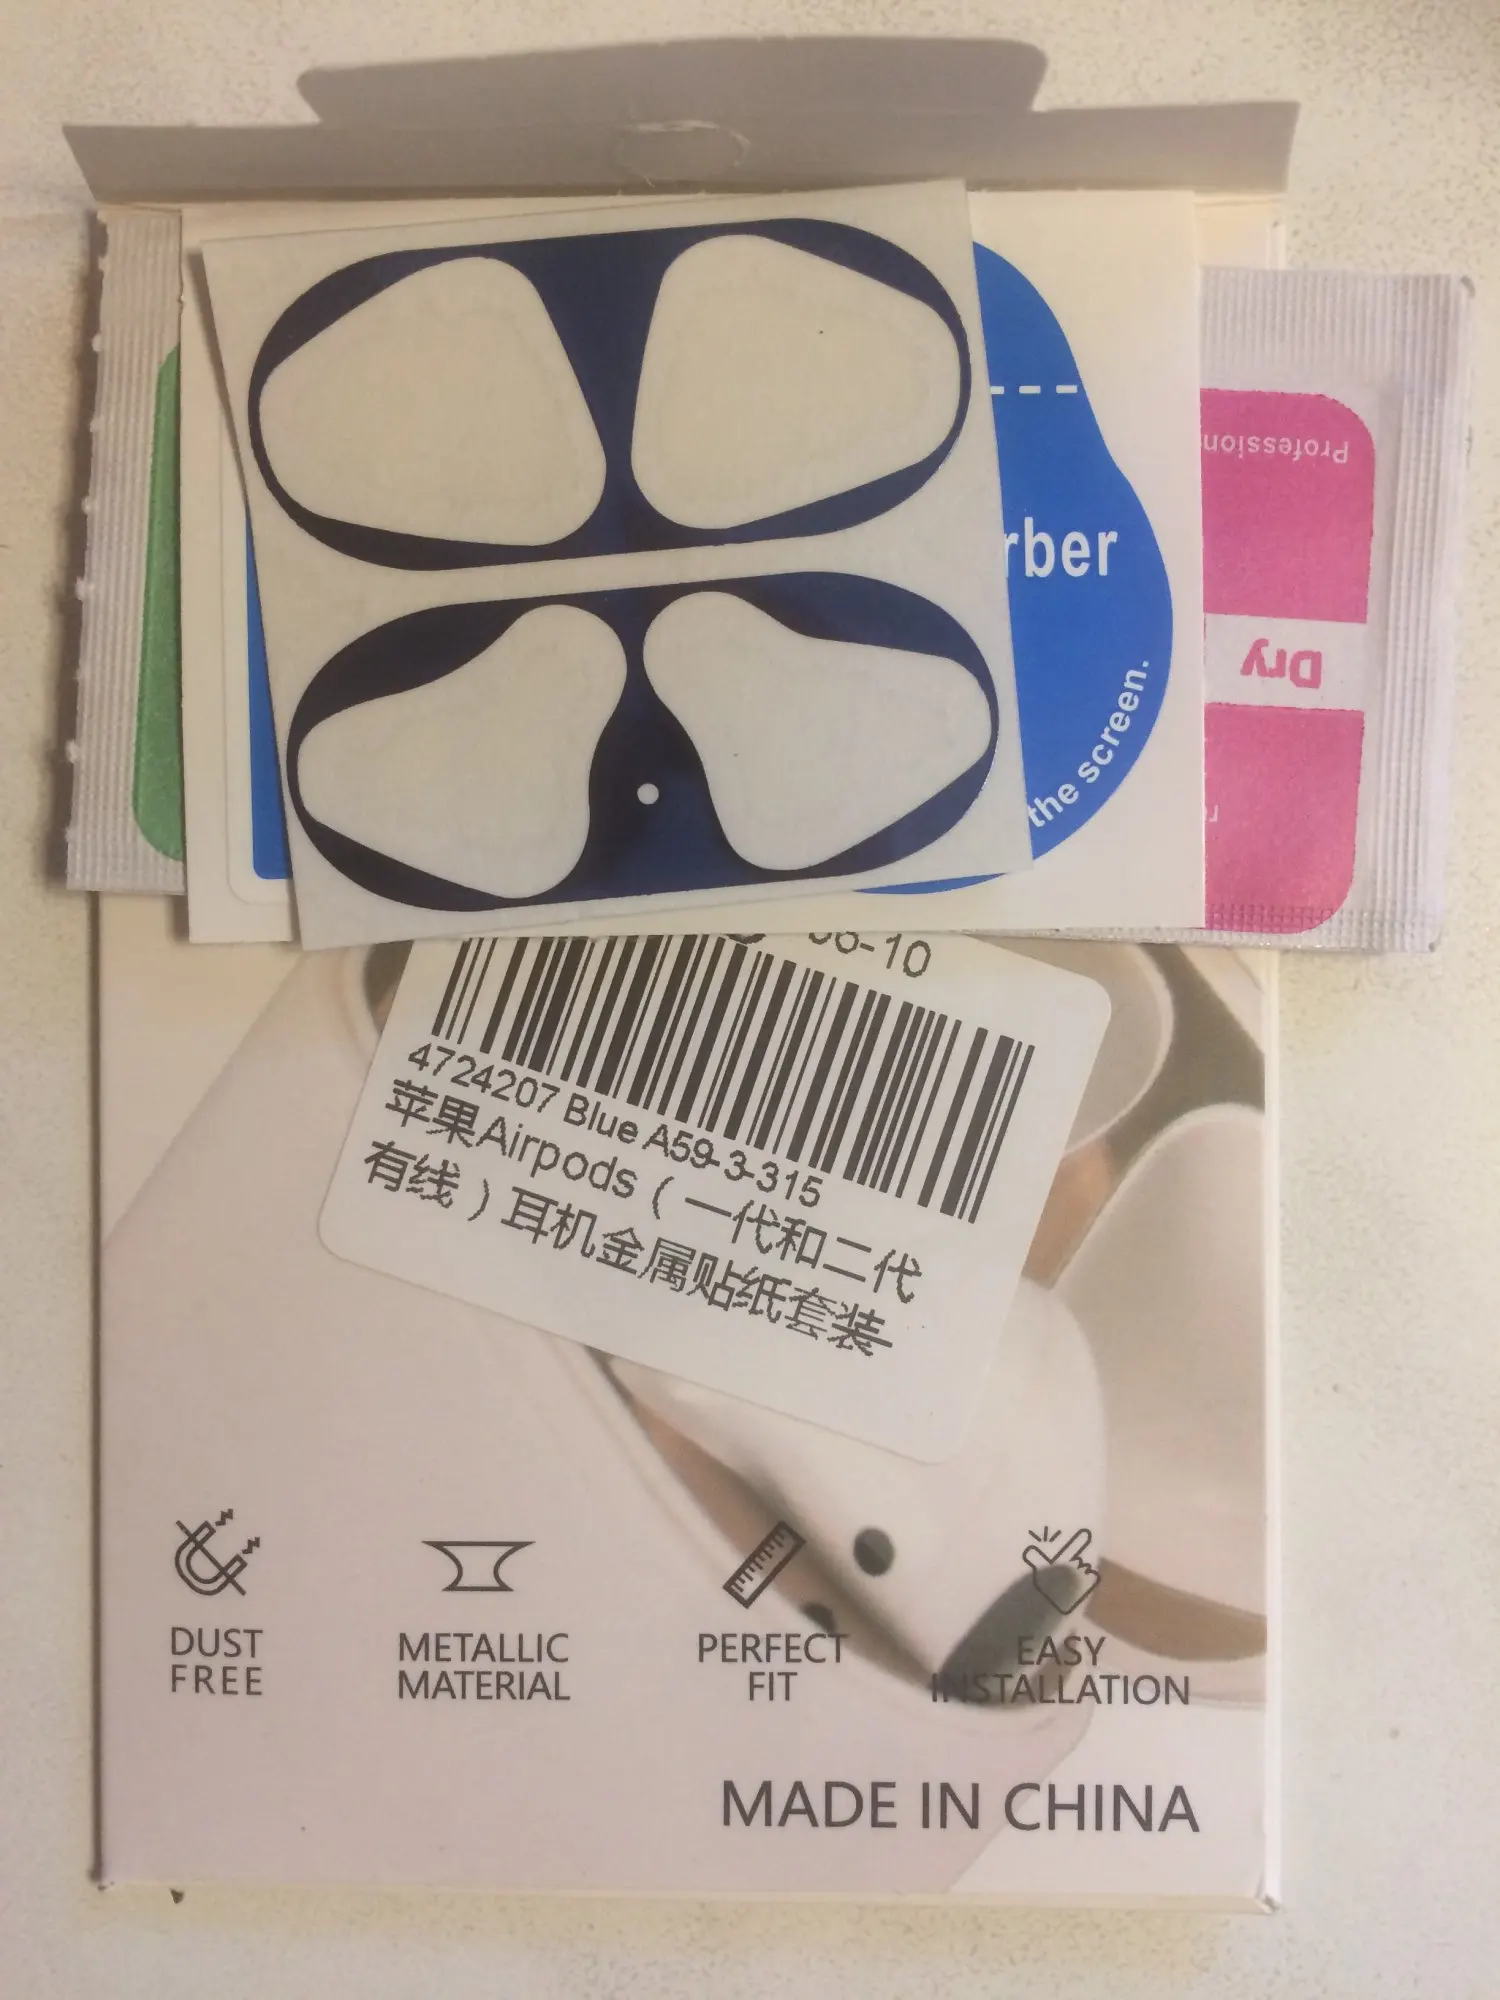 Profession
rber
Dry
the screen.
-10
4724207 Blue A59-3-315
苹果Airpods（一代和二代
有线）耳机金属贴纸套装
DUST
FREE
METALLIC
MATERIAL
PERFECT
FIT
EASY
INSTALLATION
MADE IN CHINA